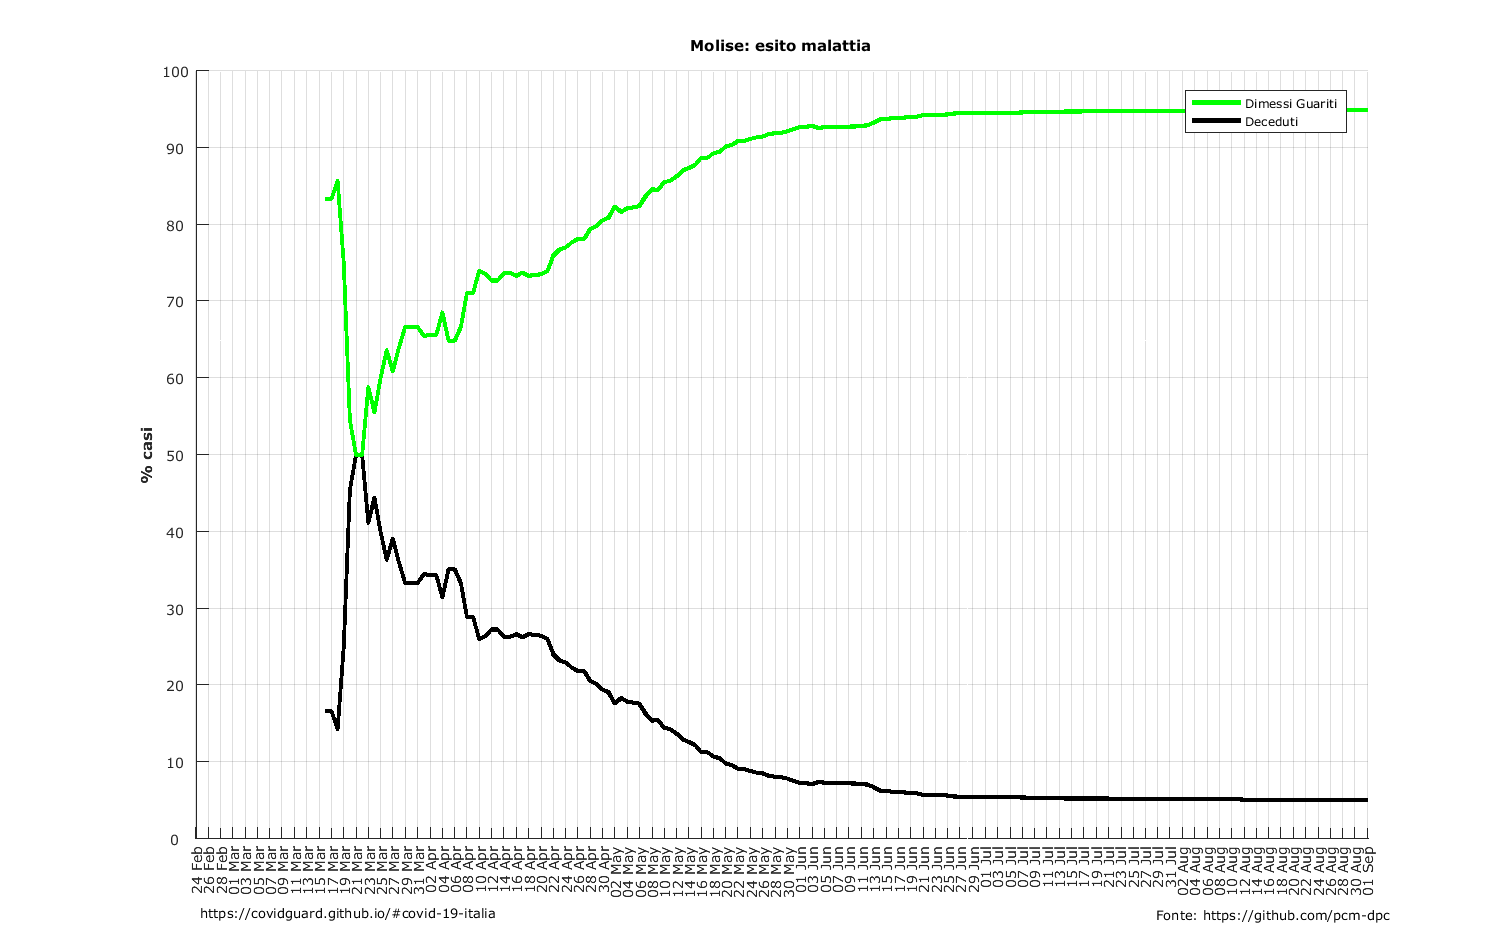 Molise: esito malattia
100
90
80
70
60
50
40
30
20
10
0
% casi
Dimessi Guariti
Deceduti
24 Feb
26 Feb
28 Feb
01 Mar
03 Mar
05 Mar
07 Mar
09 Mar
11 Mar
13 Mar
15 Mar
17 Mar
19 Mar
21 Mar
23 Mar
25 Mar
27 Mar
29 Mar
31 Mar
02 Apr
04 Apr
06 Apr
08 Apr
10 Apr
12 Apr
14 Apr
16 Apr
18 Apr
20 Apr
22 Apr
24 Apr
26 Apr
28 Apr
30 Apr
02 May
04 May
06 May
08 May
10 May
12 May
14 May
16 May
18 May
20 May
22 May
24 May
26 May
28 May
30 May
01 Jun
03 Jun
05 Jun
07 Jun
09 Jun
11 Jun
13 Jun
15 Jun
17 Jun
19 Jun
21 Jun
23 Jun
25 Jun
27 Jun
29 Jun
01 Jul
03 Jul
05 Jul
07 Jul
09 Jul
11 Jul
13 Jul
15 Jul
17 Jul
19 Jul
21 Jul
23 Jul
25 Jul
27 Jul
29 Jul
31 Jul
02 Aug
04 Aug
06 Aug
08 Aug
10 Aug
12 Aug
14 Aug
16 Aug
18 Aug
20 Aug
22 Aug
24 Aug
26 Aug
28 Aug
30 Aug
01 Sep
https://covidguard.github.io/#covid-19-italia
Fonte: https://github.com/pcm-dpc